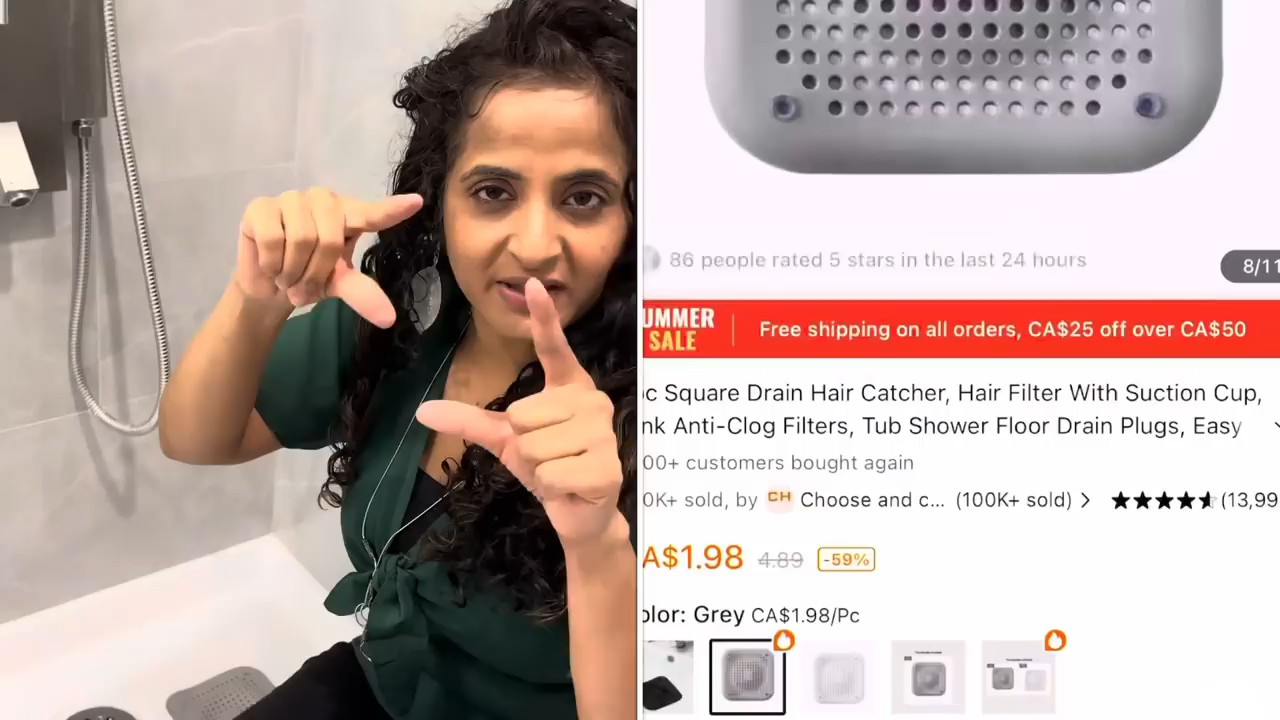 86 people rated 5 stars in the last 24 hours
8/11
UMMER
SALE
Free shipping on all orders, CA$25 off over CA$50
c Square Drain Hair Catcher, Hair Filter With Suction Cup,
nk Anti-Clog Filters, Tub Shower Floor Drain Plugs, Easy
00+ customers bought again
0K+ sold, by CH Choose and c... (100K+ sold) > (13,99
A$1.98 4.89 -59%
olor: Grey CA$1.98/Pc